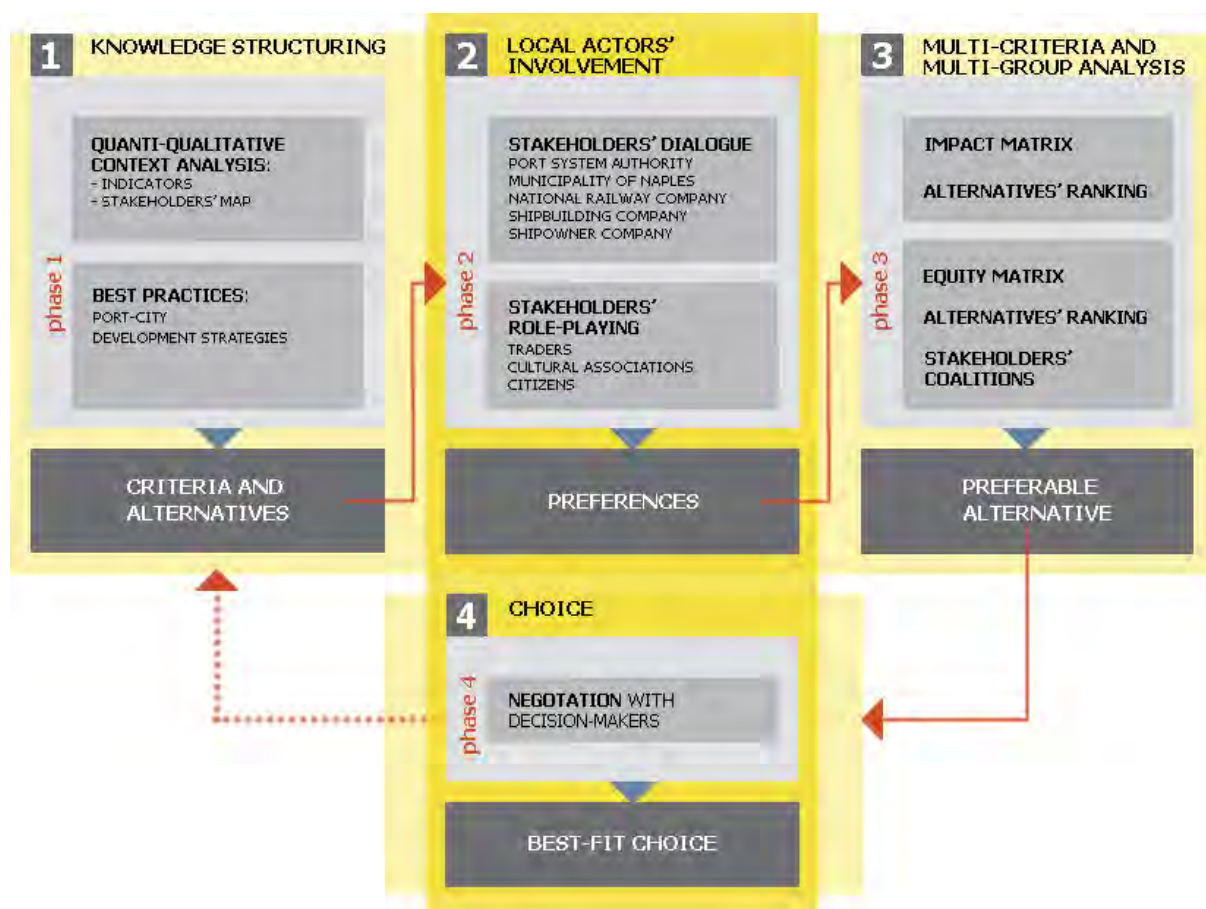 1
KNOWLEDGE STRUCTURING
phase 1
QUANTI-QUALITATIVE
CONTEXT ANALYSIS:
- INDICATORS
- STAKEHOLDERS' MAP
BEST PRACTICES:
PORT-CITY
DEVELOPMENT STRATEGIES
CRITERIA AND
ALTERNATIVES
2
LOCAL ACTORS'
INVOLVEMENT
phase 2
STAKEHOLDERS' DIALOGUE
PORT SYSTEM AUTHORITY
MUNICIPALITY OF NAPLES
NATIONAL RAILWAY COMPANY
SHIPBUILDING COMPANY
SHIPOWNER COMPANY
STAKEHOLDERS'
ROLE-PLAYING
TRADERS
CULTURAL ASSOCIATIONS
CITIZENS
PREFERENCES
3
MULTI-CRITERIA AND
MULTI-GROUP ANALYSIS
phase 3
IMPACT MATRIX
ALTERNATIVES' RANKING
EQUITY MATRIX
ALTERNATIVES' RANKING
STAKEHOLDERS'
COALITIONS
PREFERABLE
ALTERNATIVE
4
CHOICE
phase 4
NEGOTATION WITH
DECISION-MAKERS
BEST-FIT CHOICE